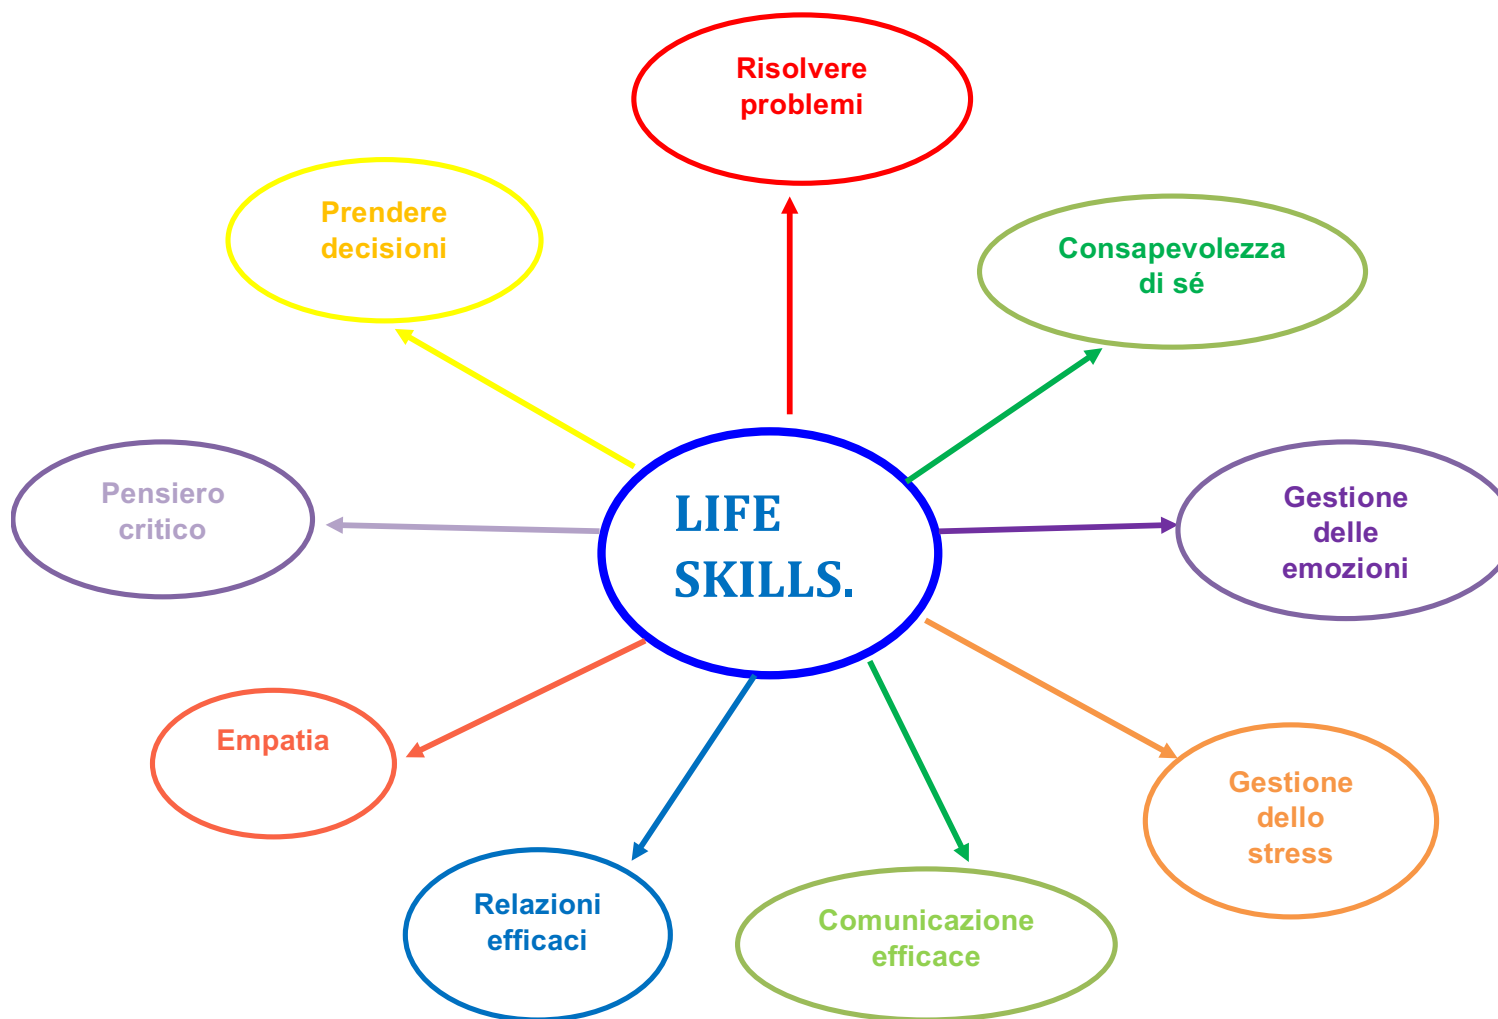 Risolvere
problemi
Prendere
decisioni
Consapevolezza
di sé
Pensiero
critico
LIFE
SKILLS.
Gestione
delle
emozioni
Empatia
Gestione
dello
stress
Relazioni
efficaci
Comunicazione
efficace